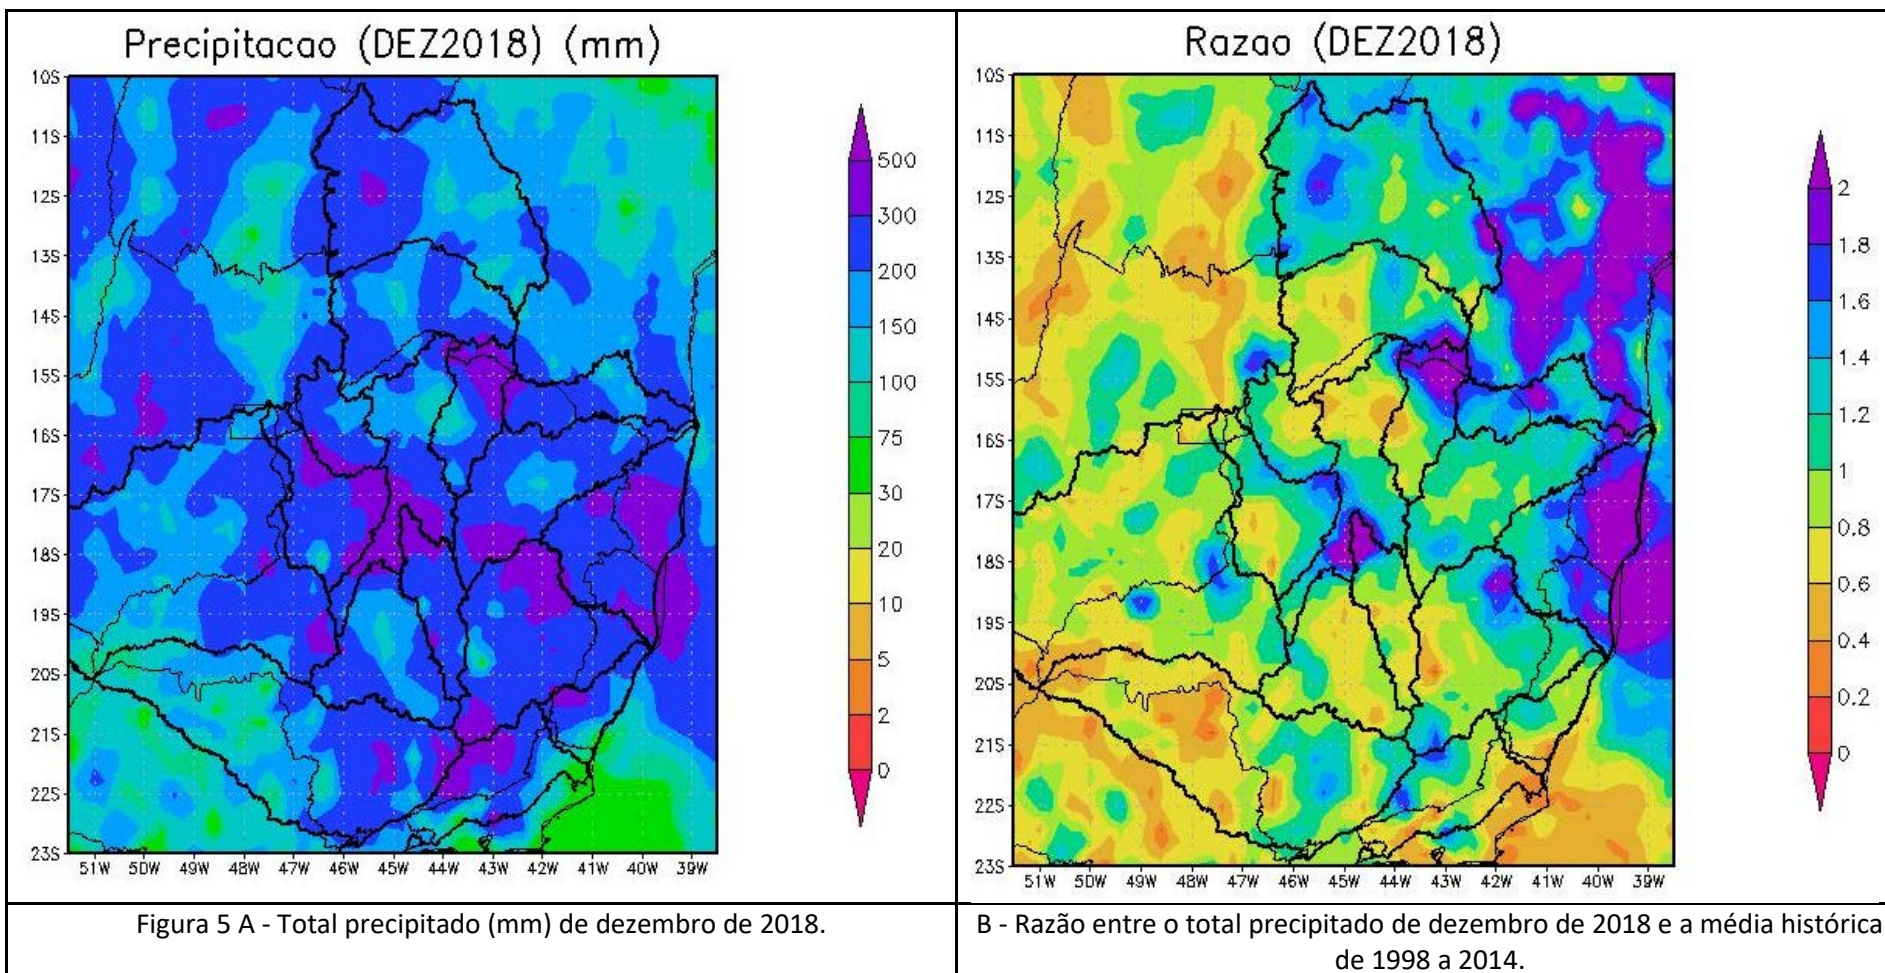 Precipitacao (DEZ2018) (mm)
10S
11S
12S
13S
14S
15S
16S
17S
18S
19S
20S
21S
22S
23S
51W 50W 49W 48W 47W 46W 45W 44W 43W 42W 41W 40W 39W
500
300
200
150
100
75
30
20
10
5
2
0
Razao (DEZ2018)
10S
11S
12S
13S
14S
15S
16S
17S
18S
19S
20S
21S
22S
23S
51W 50W 49W 48W 47W 46W 45W 44W 43W 42W 41W 40W 39W
2
1.8
1.6
1.4
1.2
1
0.8
0.6
0.4
0.2
0
Figura 5 A - Total precipitado (mm) de dezembro de 2018.
B - Razão entre o total precipitado de dezembro de 2018 e a média histórica
de 1998 a 2014.